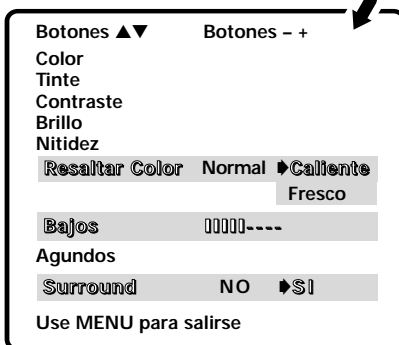 Botones ▲▼ Botones – +
Color
Tinte
Contraste
Brillo
Nitidez
Resaltar Color Normal ➧Caliente
Fresco
Bajos ▯▯▯▯▯----
Agundos
Surround NO ➧SI
Use MENU para salirse